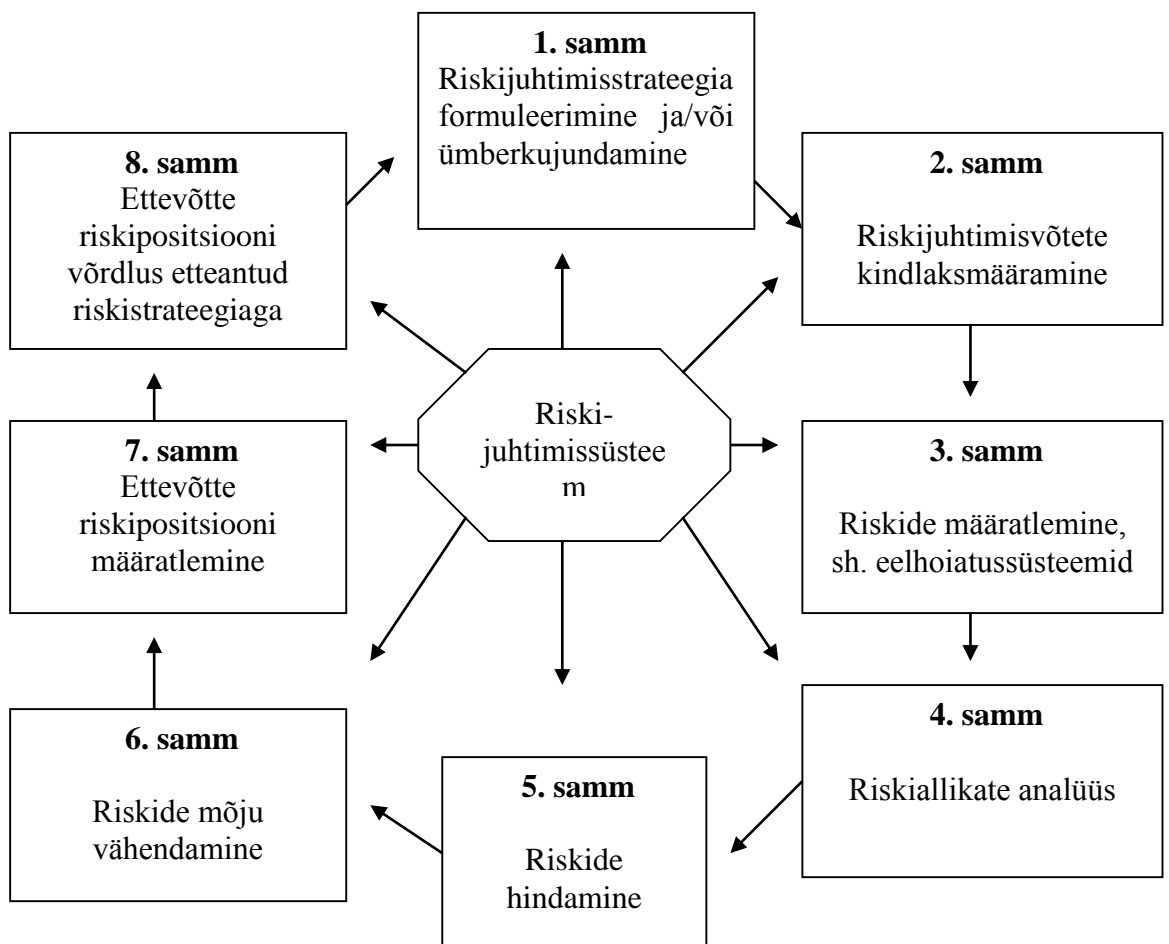 1. samm
Riskijuhtimisstrateegia
formuleerimine ja/või
ümberkujundamine
2. samm
Riskijuhtimisvõtete
kindlaksmääramine
3. samm
Riskide määratlemine,
sh. eelhoiatussüsteemid
4. samm
Riskiallikate analüüs
5. samm
Riskide
hindamine
6. samm
Riskide mõju
vähendamine
7. samm
Ettevõtte
riskipositsiooni
määratlemine
8. samm
Ettevõtte
riskipositsiooni
võrdlus etteantud
riskistrateegiaga
Riski-
juhtimissüstee
m